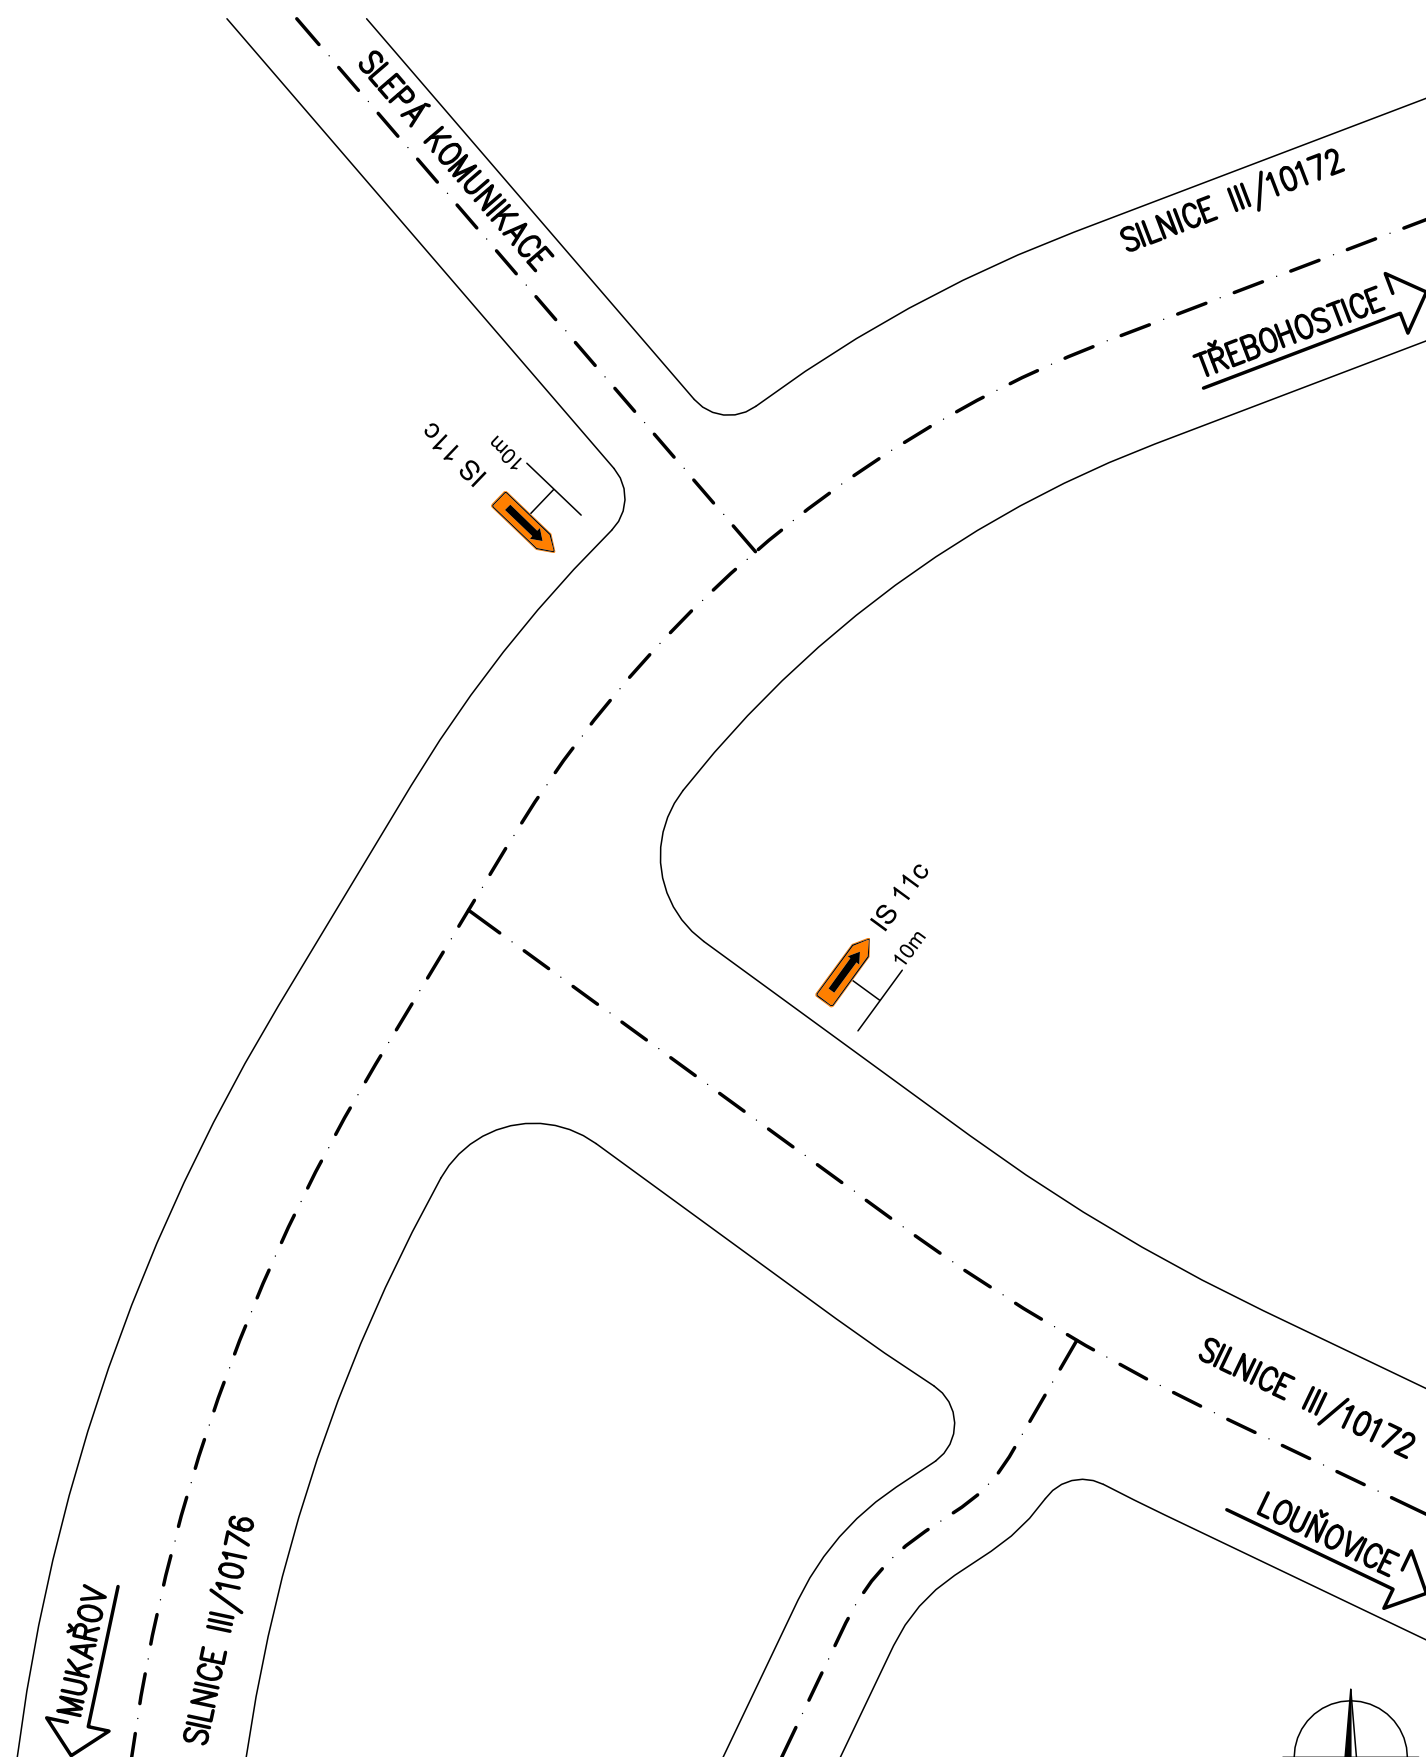 SLEPÁ KOMUNIKACE
SILNICE III/10172
TŘEBOHOSTICE
IS 11c
10m
IS 11c
10m
SILNICE III/10172
LOUŇOVICE
SILNICE III/10176
MUKAŘOV